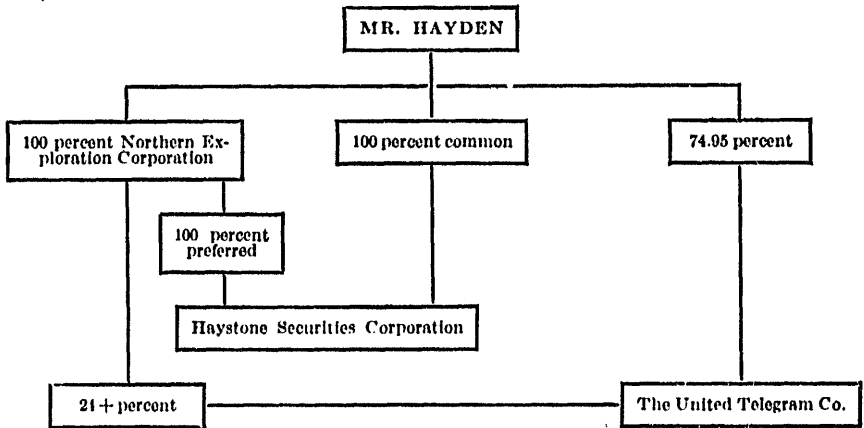 MR. HAYDEN
100 percent Northern Ex-
ploration Corporation
100 percent common
74.95 percent
100 percent
preferred
Haystone Securities Corporation
24+percent
The United Telegram Co.